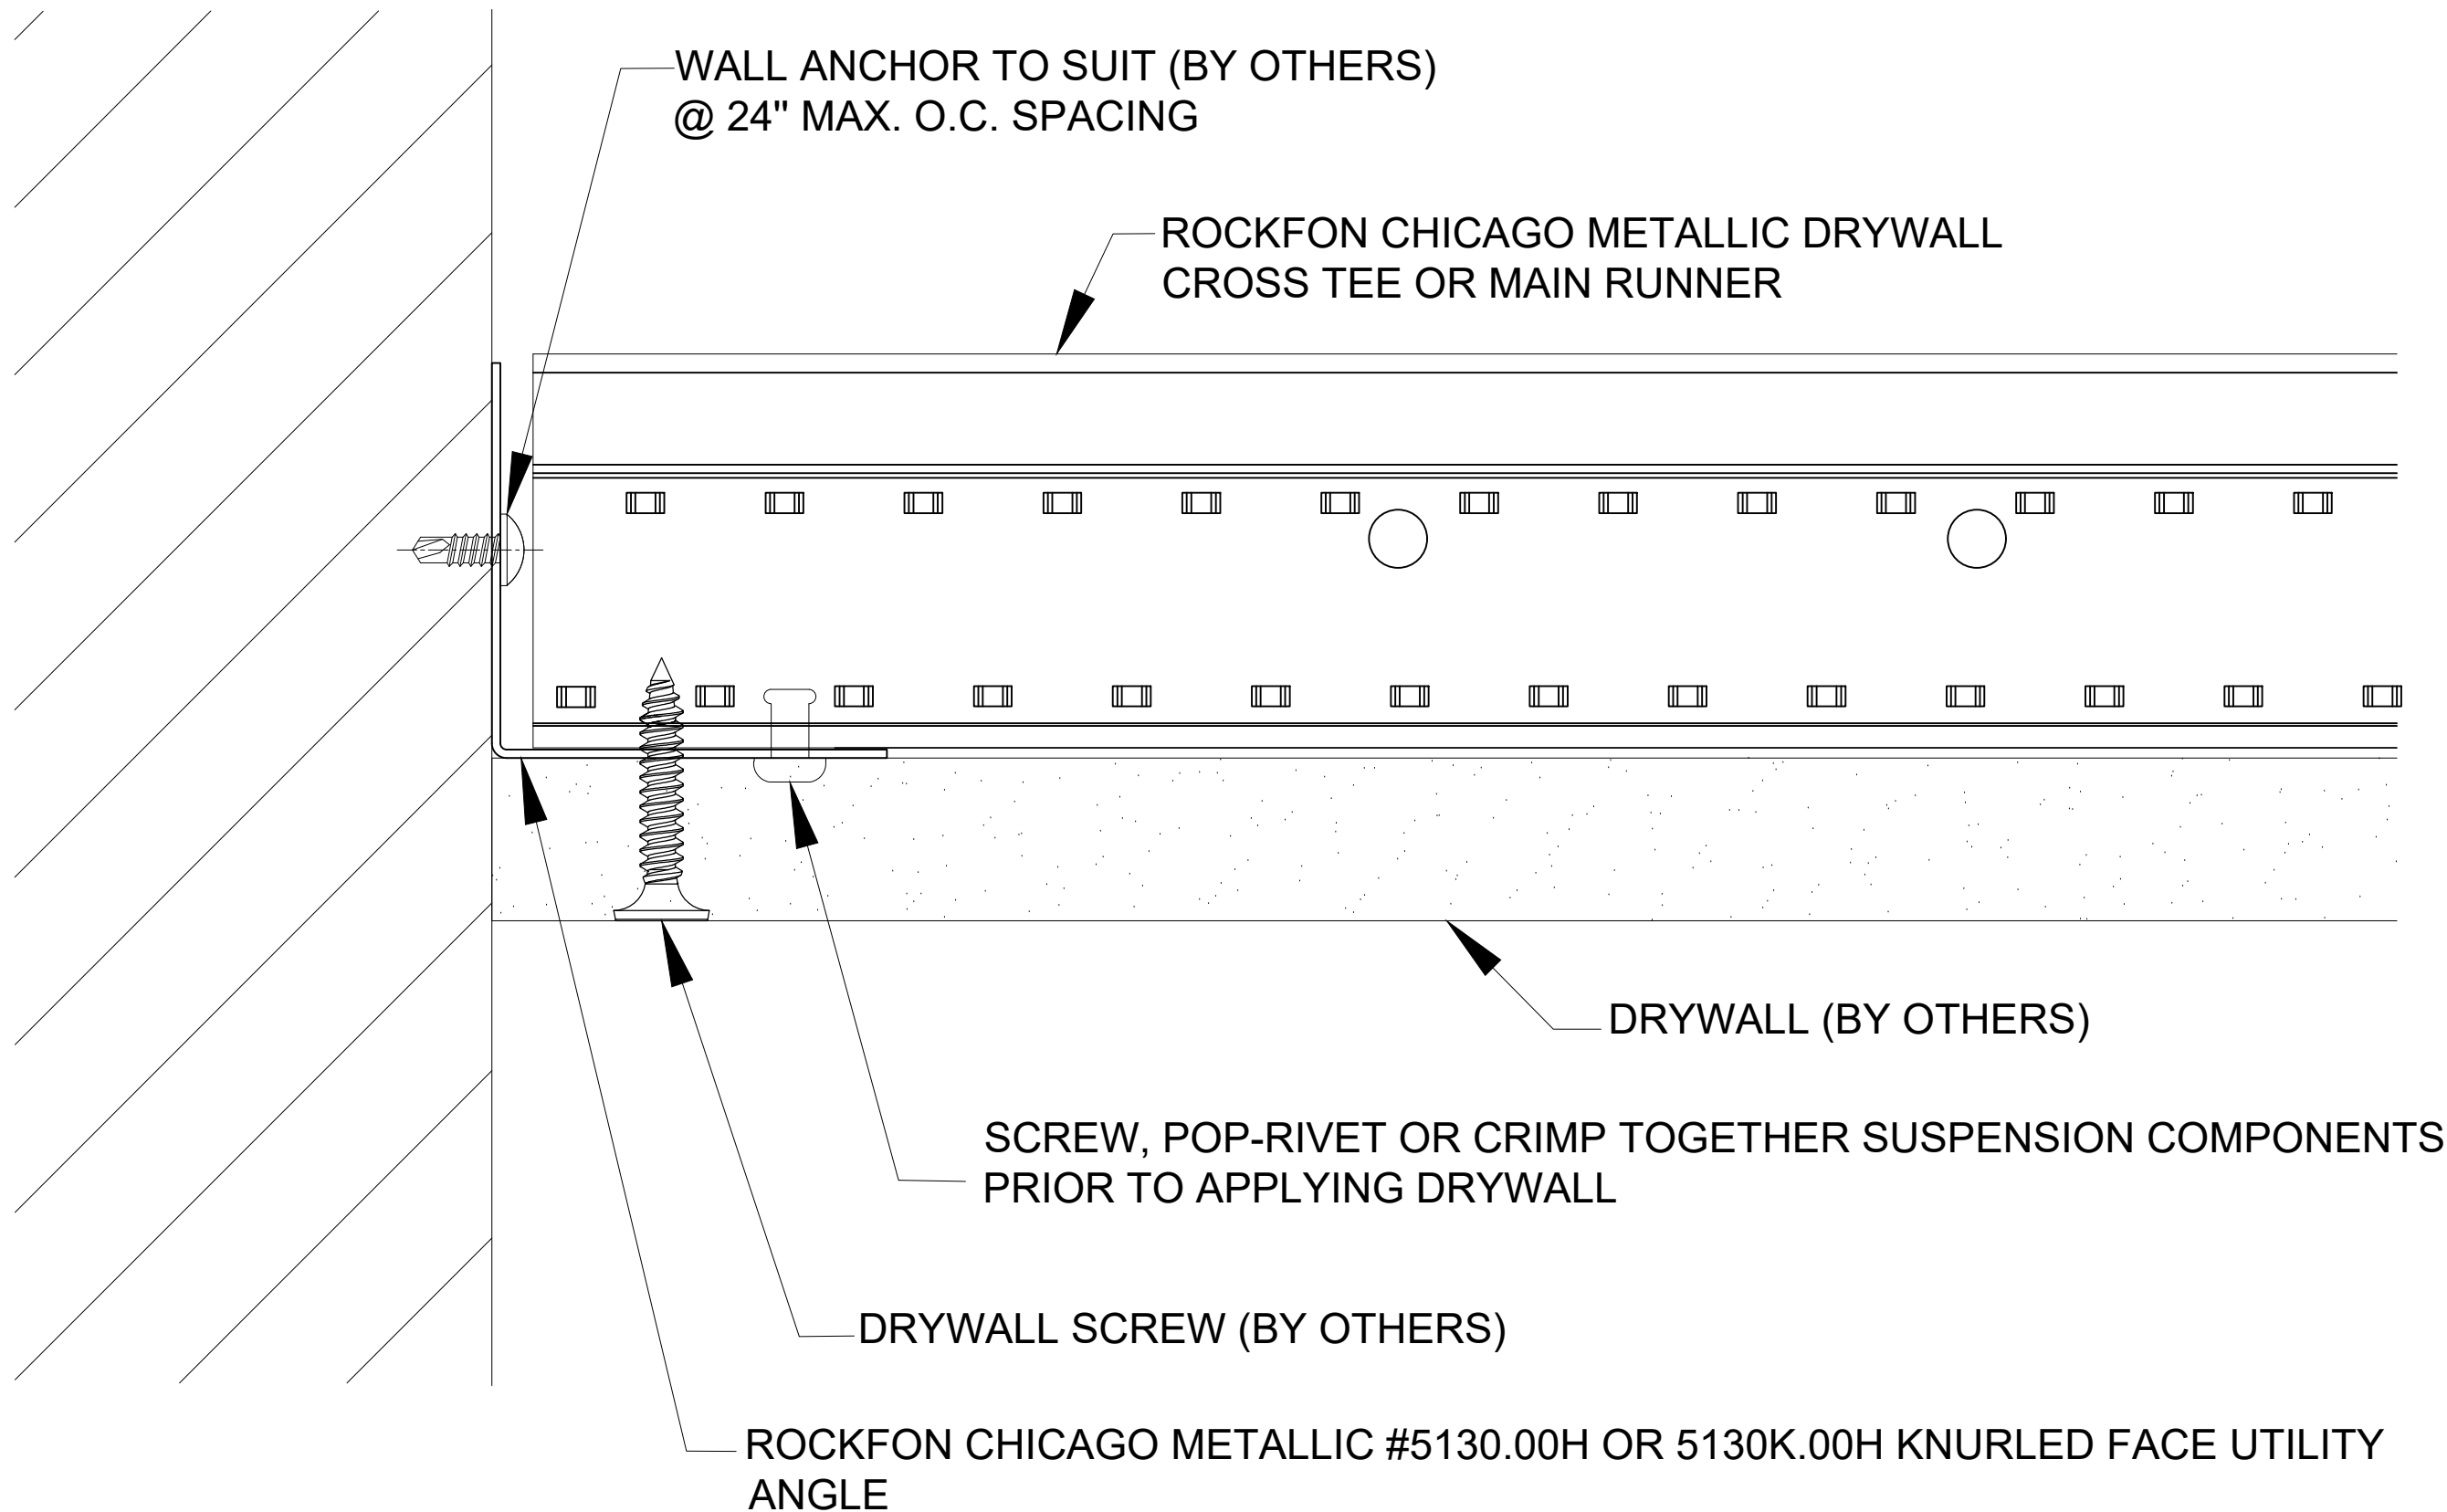 WALL ANCHOR TO SUIT (BY OTHERS)
@ 24" MAX. O.C. SPACING
ROCKFON CHICAGO METALLIC DRYWALL
CROSS TEE OR MAIN RUNNER
DRYWALL (BY OTHERS)
SCREW, POP-RIVET OR CRIMP TOGETHER SUSPENSION COMPONENTS
PRIOR TO APPLYING DRYWALL
DRYWALL SCREW (BY OTHERS)
ROCKFON CHICAGO METALLIC #5130.00H OR 5130K.00H KNURLED FACE UTILITY
ANGLE